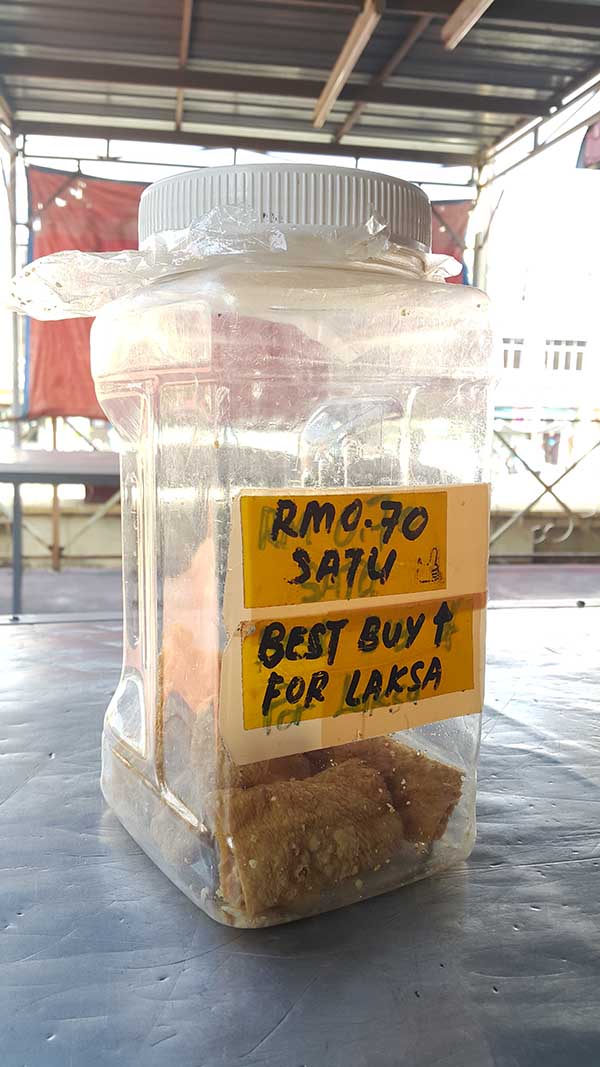 RM0.70
SATU
BEST BUY ↑
FOR LAKSA